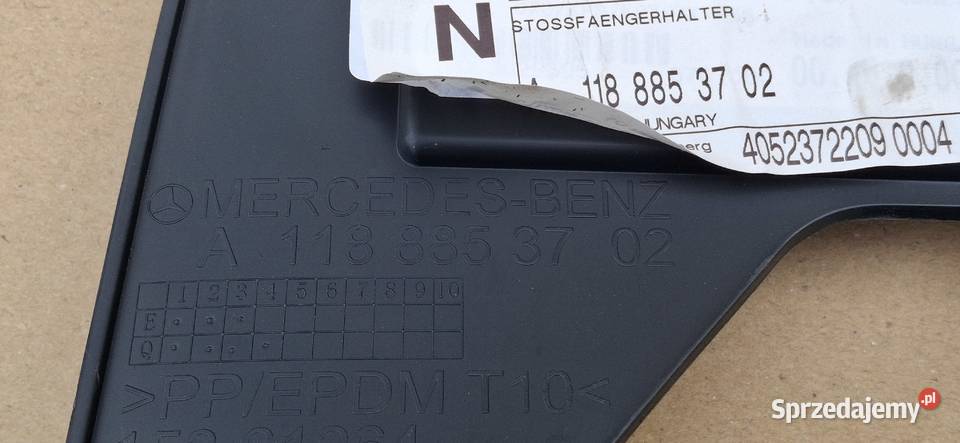 N
STOSSFAENGERHALTER
A 118 885 37 02
HUNGARY
4052372209 0004
MERCEDES-BENZ
A 118 885 37 02
1 2 3 4 5 6 7 8 9 10
E
Q
>PP/EPDM T10<
Sprzedajemy.pl